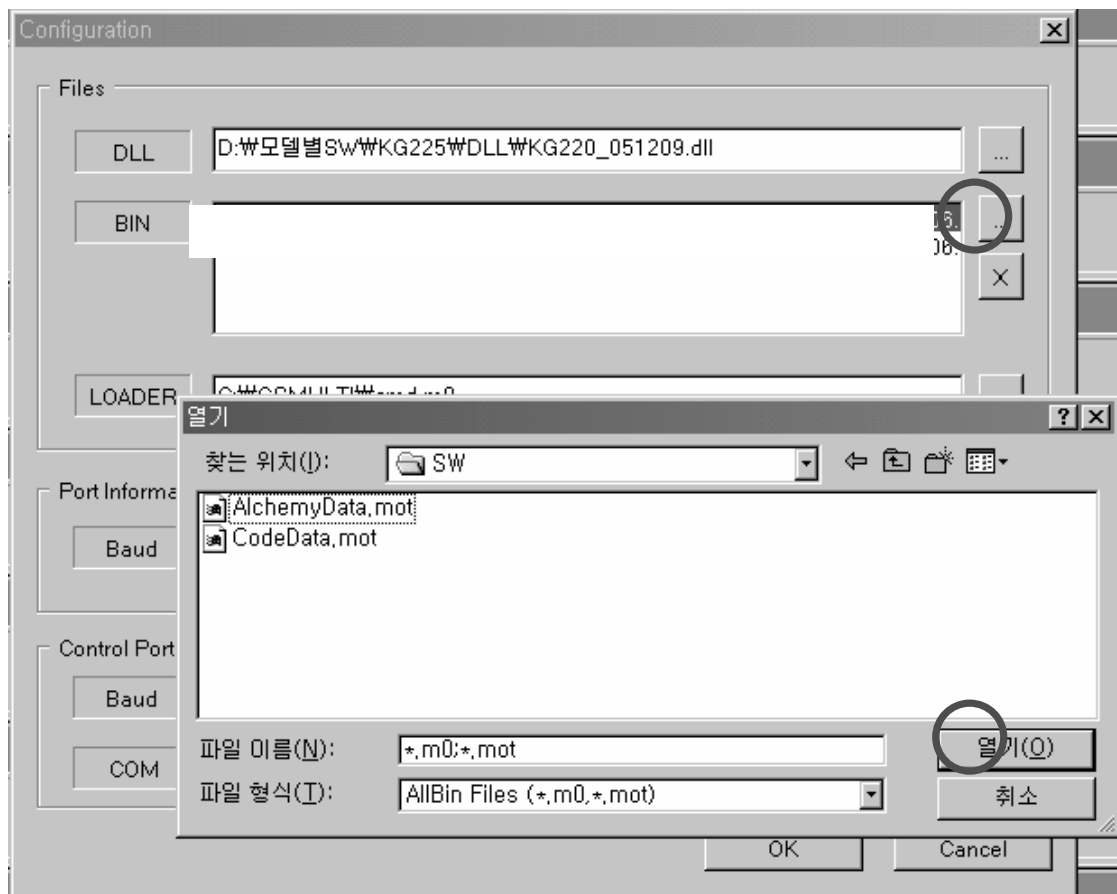 Configuration
Files
DLL
D:₩모델별SW₩KG225₩DLL₩KG220_051209.dll
...
BIN
6.
..
06.
X
LOADER
열기
찾는 위치(I):
SW
AlchemyData.mot
CodeData.mot
Port Informa
Baud
Control Port
Baud
COM
파일 이름(N):
*.m0;*.mot
열기(O)
파일 형식(T):
AllBin Files (*.m0,*.mot)
취소
OK
Cancel